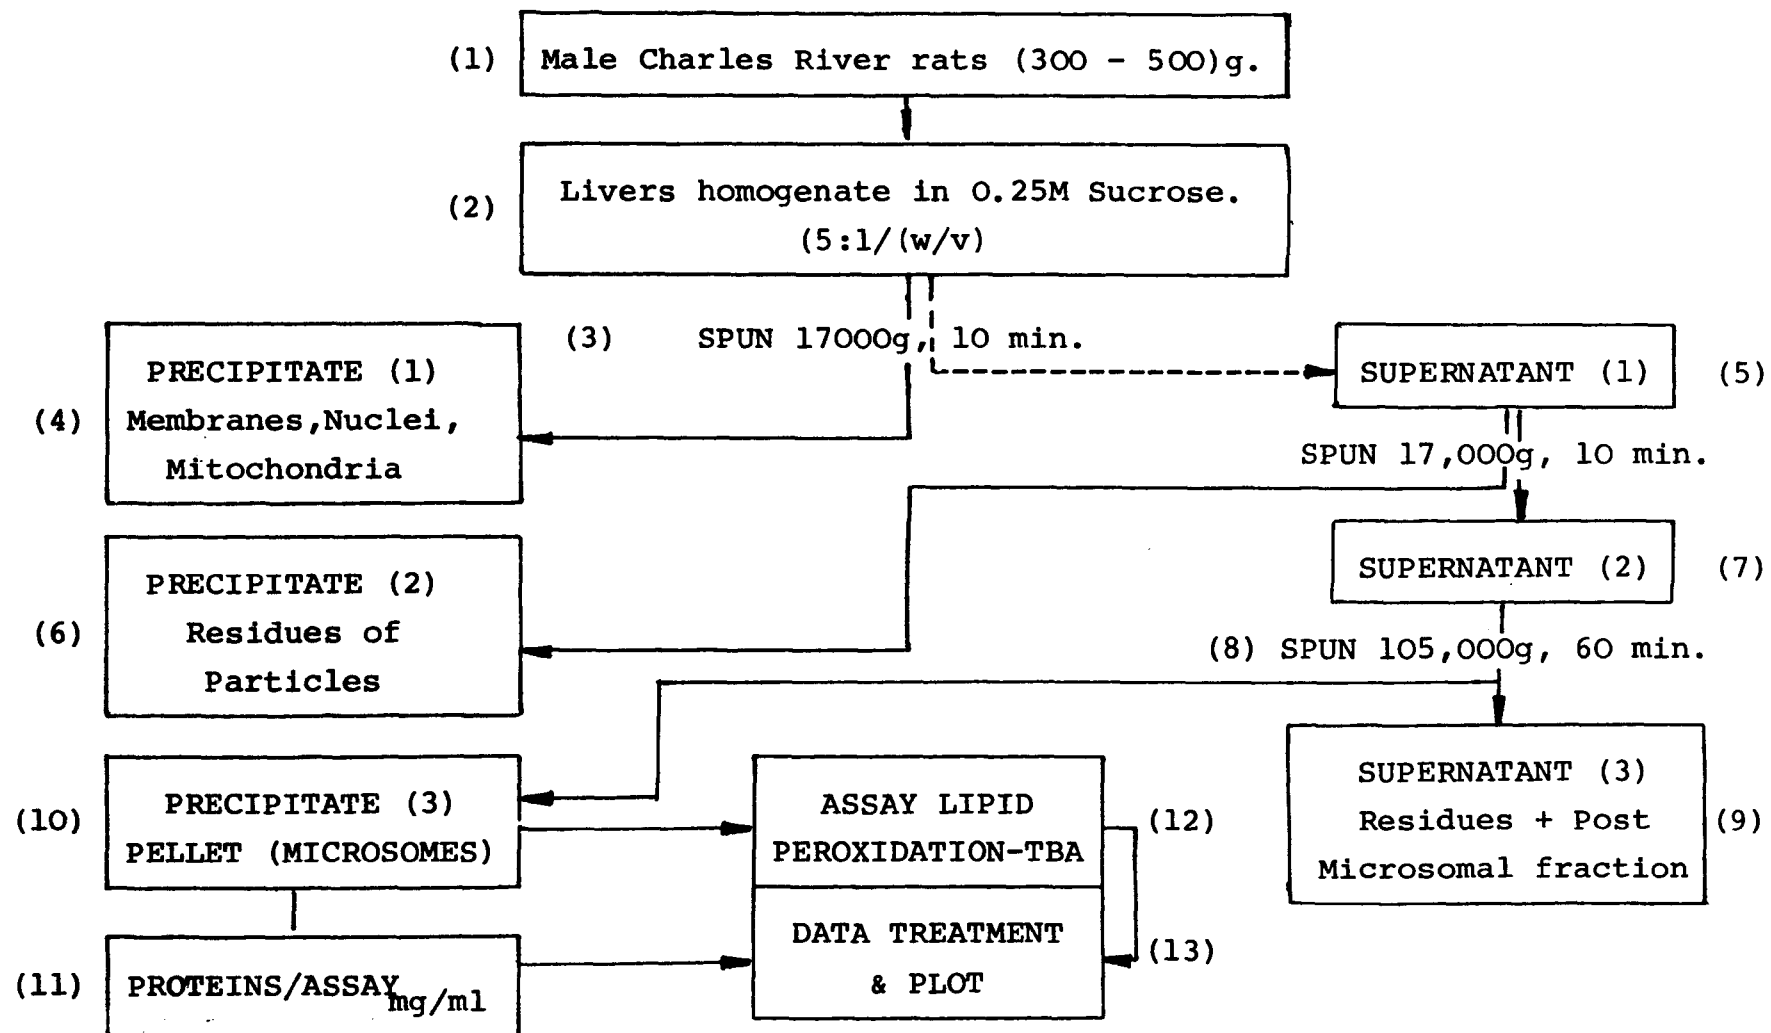 (1) Male Charles River rats (300 - 500)g.
(2) Livers homogenate in 0.25M Sucrose.
(5:1/(w/v)
(3) SPUN 17000g, 10 min.
(4) PRECIPITATE (1)
Membranes,Nuclei,
Mitochondria
SUPERNATANT (1) (5)
SPUN 17,000g, 10 min.
(6) PRECIPITATE (2)
Residues of
Particles
SUPERNATANT (2) (7)
(8) SPUN 105,000g, 60 min.
SUPERNATANT (3)
Residues + Post
Microsomal fraction
(9)
(10) PRECIPITATE (3)
PELLET (MICROSOMES)
ASSAY LIPID
PEROXIDATION-TBA
(12)
DATA TREATMENT
& PLOT
(13)
(11) PROTEINS/ASSAY mg/ml